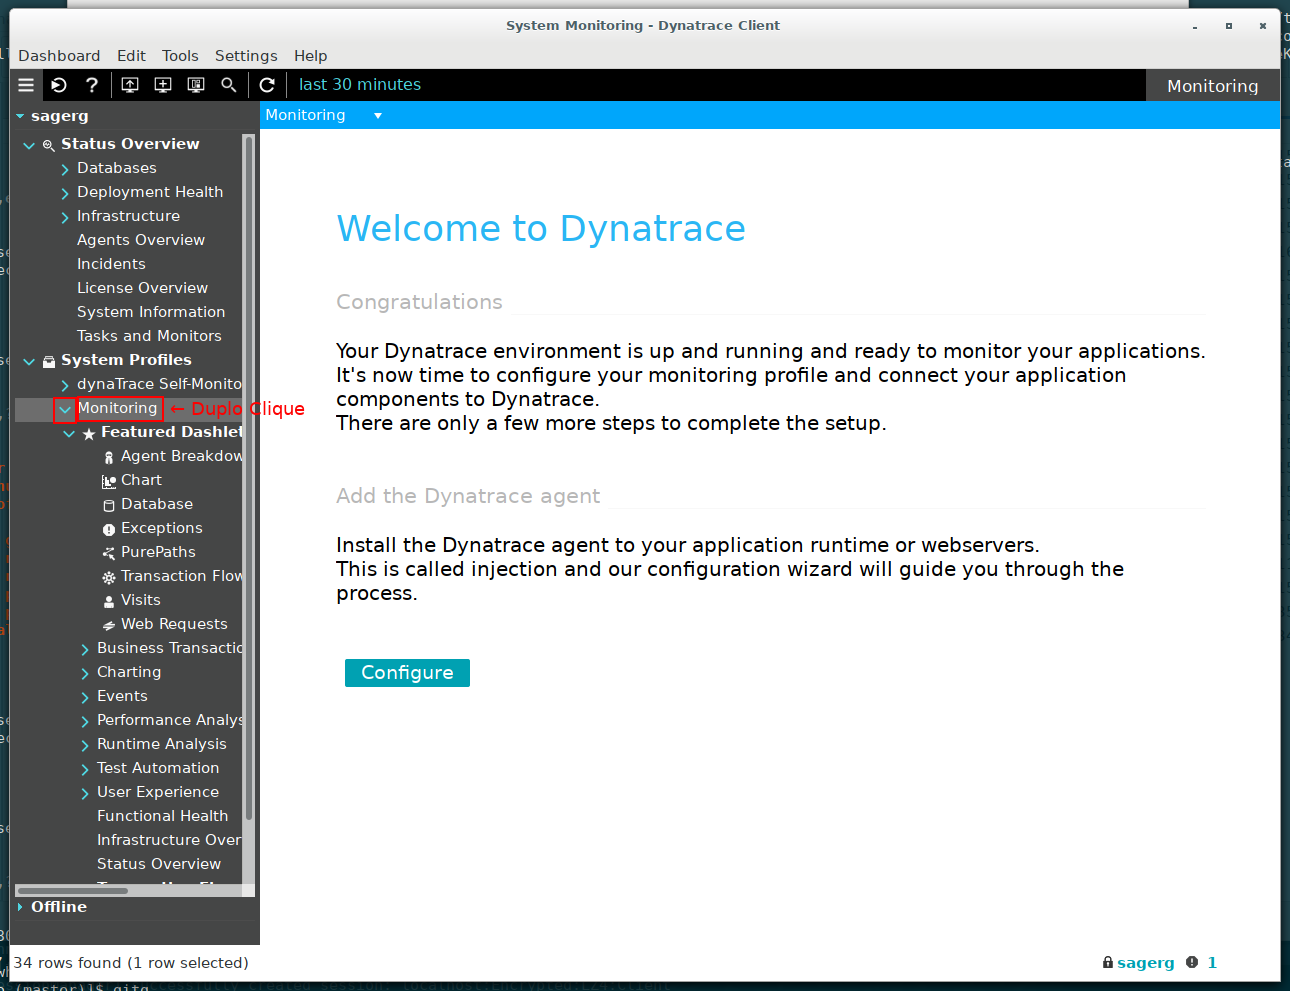 System Monitoring - Dynatrace Client
Dashboard Edit Tools Settings Help
last 30 minutes
Monitoring
sagerg
Monitoring
Status Overview
Databases
Deployment Health
Infrastructure
Agents Overview
Incidents
License Overview
System Information
Tasks and Monitors
System Profiles
dynaTrace Self-Monito
Monitoring
← Duplo Clique
Featured Dashlet
Agent Breakdow
Chart
Database
Exceptions
PurePaths
Transaction Flow
Visits
Web Requests
Business Transactio
Charting
Events
Performance Analys
Runtime Analysis
Test Automation
User Experience
Functional Health
Infrastructure Over
Status Overview
Offline
Welcome to Dynatrace
Congratulations
Your Dynatrace environment is up and running and ready to monitor your applications.
It's now time to configure your monitoring profile and connect your application
components to Dynatrace.
There are only a few more steps to complete the setup.
Add the Dynatrace agent
Install the Dynatrace agent to your application runtime or webservers.
This is called injection and our configuration wizard will guide you through the
process.
Configure
34 rows found (1 row selected)
sagerg 1